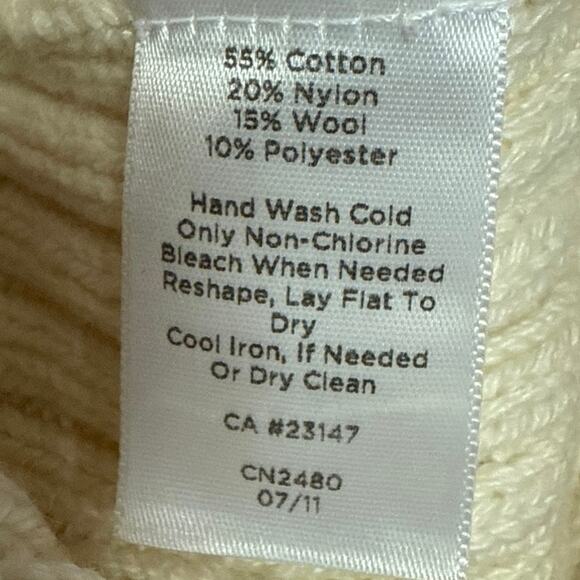 55% Cotton
20% Nylon
15% Wool
10% Polyester
Hand Wash Cold
Only Non-Chlorine
Bleach When Needed
Reshape, Lay Flat To
Dry
Cool Iron, If Needed
Or Dry Clean
CA #23147
CN2480
07/11